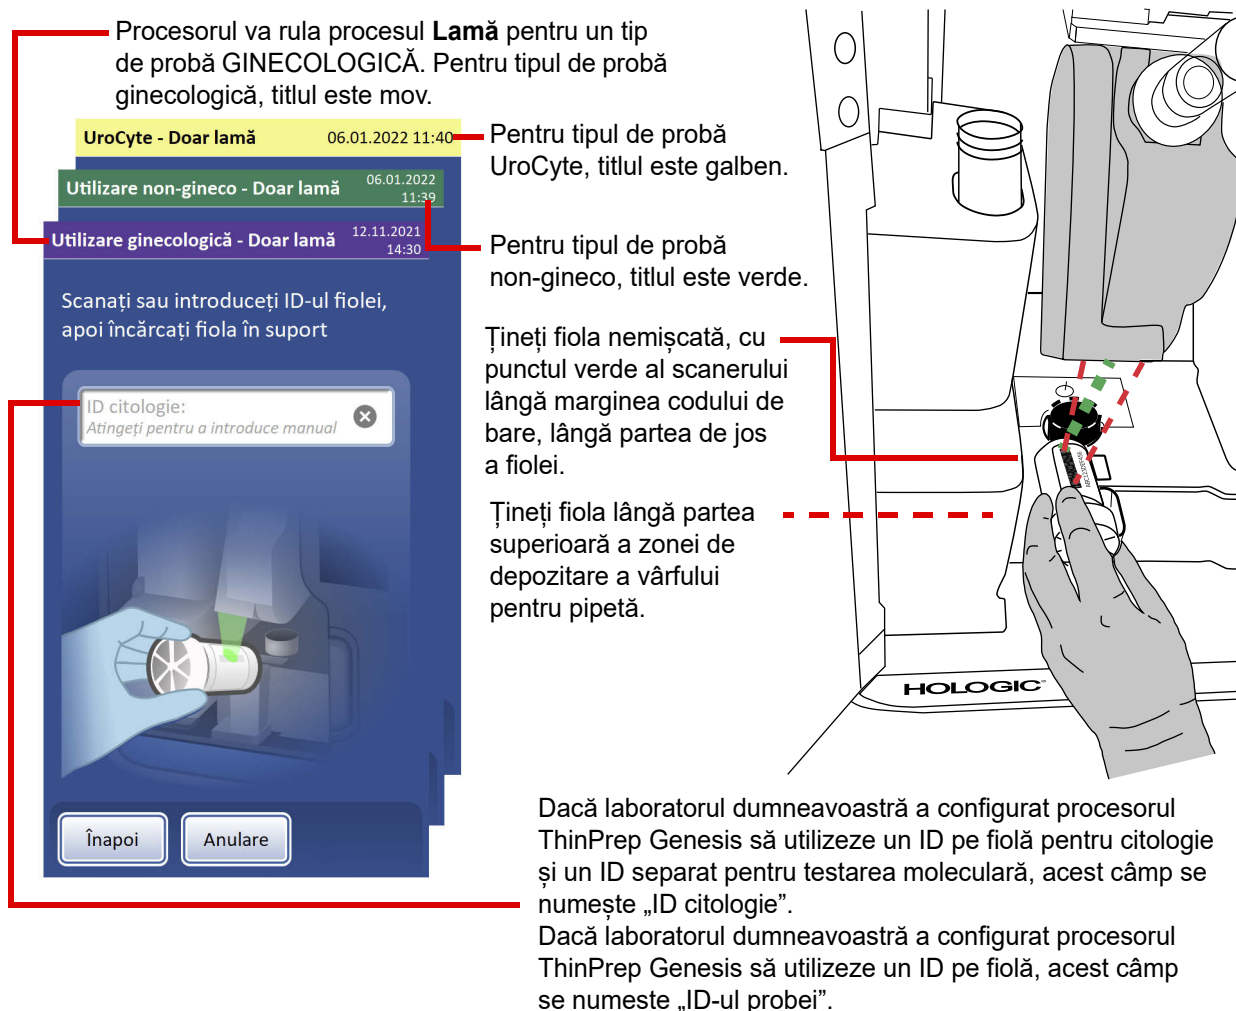 Procesorul va rula procesul Lamă pentru un tip
de probă GINECOLOGICĂ. Pentru tipul de probă
ginecologică, titlul este mov.
UroCyte - Doar lamă 06.01.2022 11:40
Pentru tipul de probă
UroCyte, titlul este galben.
Utilizare non-gineco - Doar lamă 06.01.2022
11:39
Utilizare ginecologică - Doar lamă 12.11.2021
14:30
Pentru tipul de probă
non-gineco, titlul este verde.
Scanați sau introduceți ID-ul fiolei,
apoi încărcați fiola în suport
ID citologie:
Atingeți pentru a introduce manual
Țineți fiola nemișcată, cu
punctul verde al scanerului
lângă marginea codului de
bare, lângă partea de jos
a fiolei.
Țineți fiola lângă partea
superioară a zonei de
depozitare a vârfului
pentru pipetă.
HOLOGIC®
Înapoi
Anulare
Dacă laboratorul dumneavoastră a configurat procesorul
ThinPrep Genesis să utilizeze un ID pe fiolă pentru citologie
și un ID separat pentru testarea moleculară, acest câmp se
numește „ID citologie”.
Dacă laboratorul dumneavoastră a configurat procesorul
ThinPrep Genesis să utilizeze un ID pe fiolă, acest câmp
se numește „ID-ul probei”.